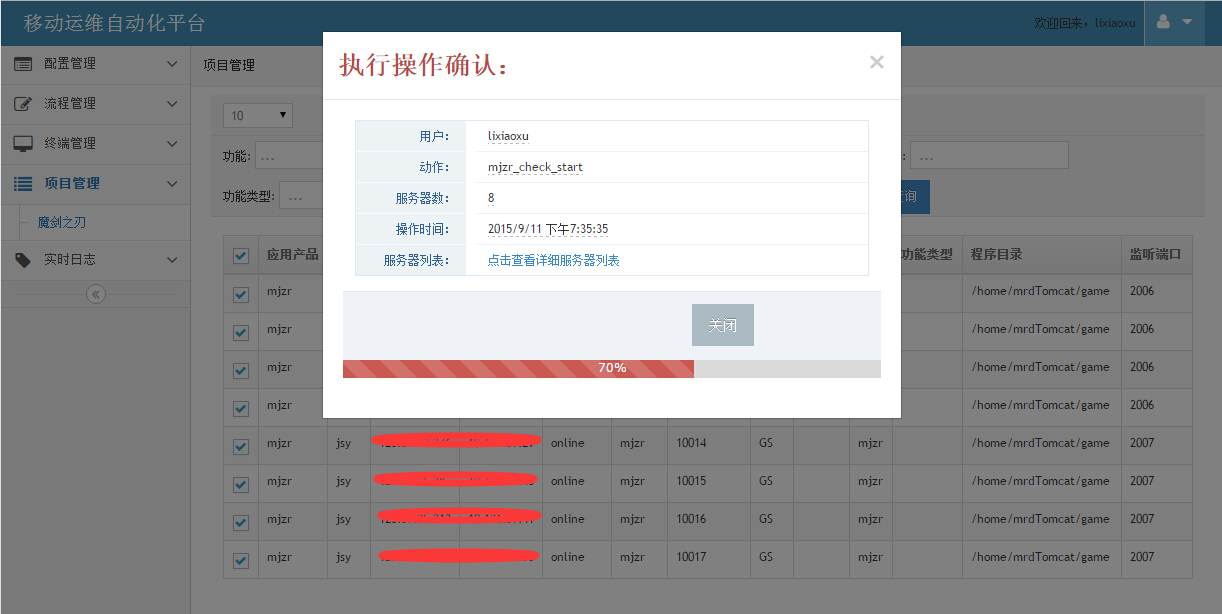 移动运维自动化平台
欢迎回来，lixiaoxu
配置管理
流程管理
终端管理
项目管理
魔剑之刃
实时日志
项目管理
10
功能: ...
: ...
功能类型: ...
询
执行操作确认：
×
用户: lixiaoxu
动作: mjzr_check_start
服务器数: 8
操作时间: 2015/9/11 下午7:35:35
服务器列表: 点击查看详细服务器列表
关闭
70%
应用产品 功能类型 程序目录 监听端口
mjzr /home/mrdTomcat/game 2006
mjzr /home/mrdTomcat/game 2006
mjzr /home/mrdTomcat/game 2006
mjzr /home/mrdTomcat/game 2006
mjzr jsy online mjzr 10014 GS mjzr /home/mrdTomcat/game 2007
mjzr jsy online mjzr 10015 GS mjzr /home/mrdTomcat/game 2007
mjzr jsy online mjzr 10016 GS mjzr /home/mrdTomcat/game 2007
mjzr jsy online mjzr 10017 GS mjzr /home/mrdTomcat/game 2007